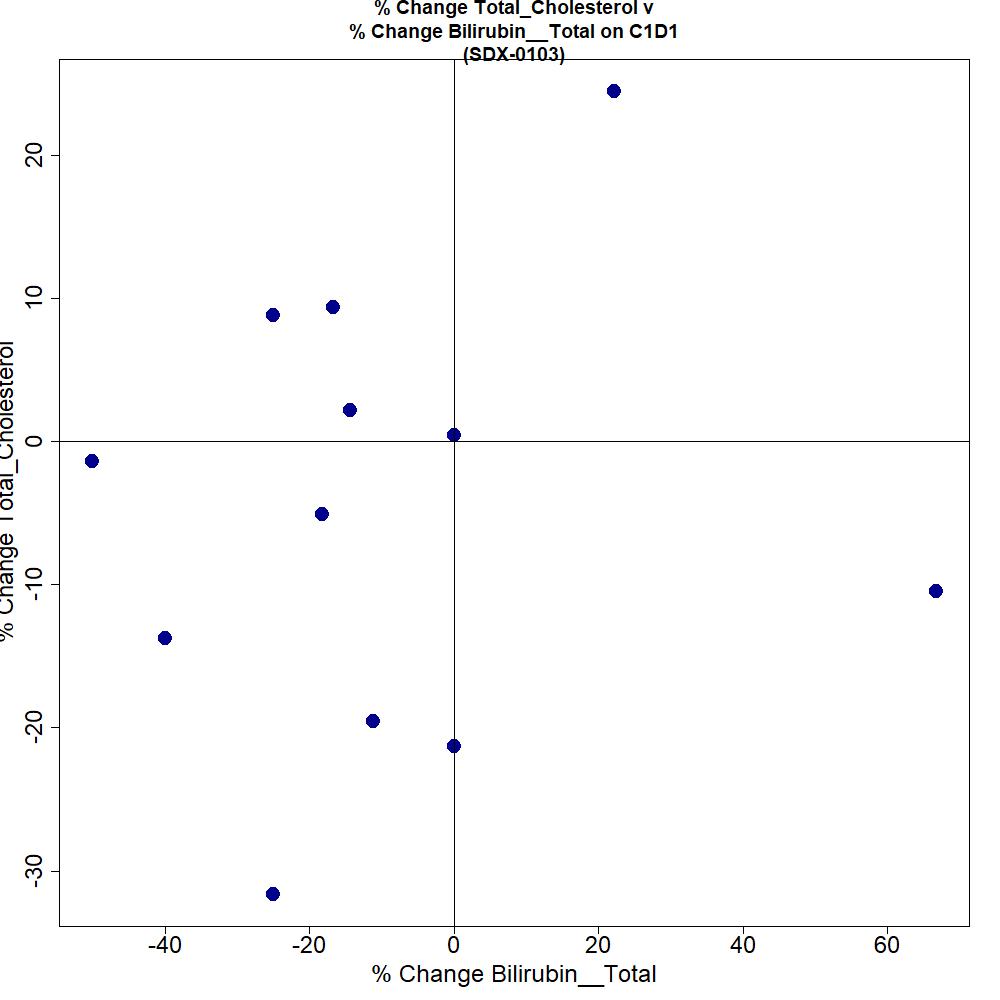 % Change Total_Cholesterol v
% Change Bilirubin__Total on C1D1
(SDX-0103)
% Change Total_Cholesterol
20
10
0
-10
-20
-30
-40
-20
0
20
40
60
% Change Bilirubin__Total